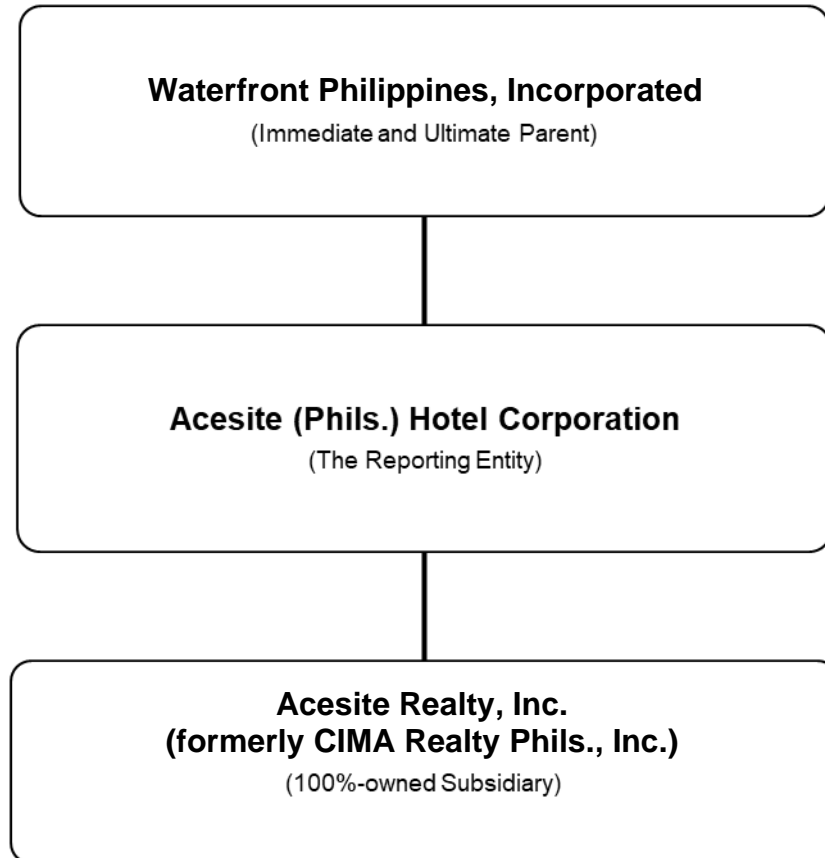 Waterfront Philippines, Incorporated
(Immediate and Ultimate Parent)
Acesite (Phils.) Hotel Corporation
(The Reporting Entity)
Acesite Realty, Inc.
(formerly CIMA Realty Phils., Inc.)
(100%-owned Subsidiary)